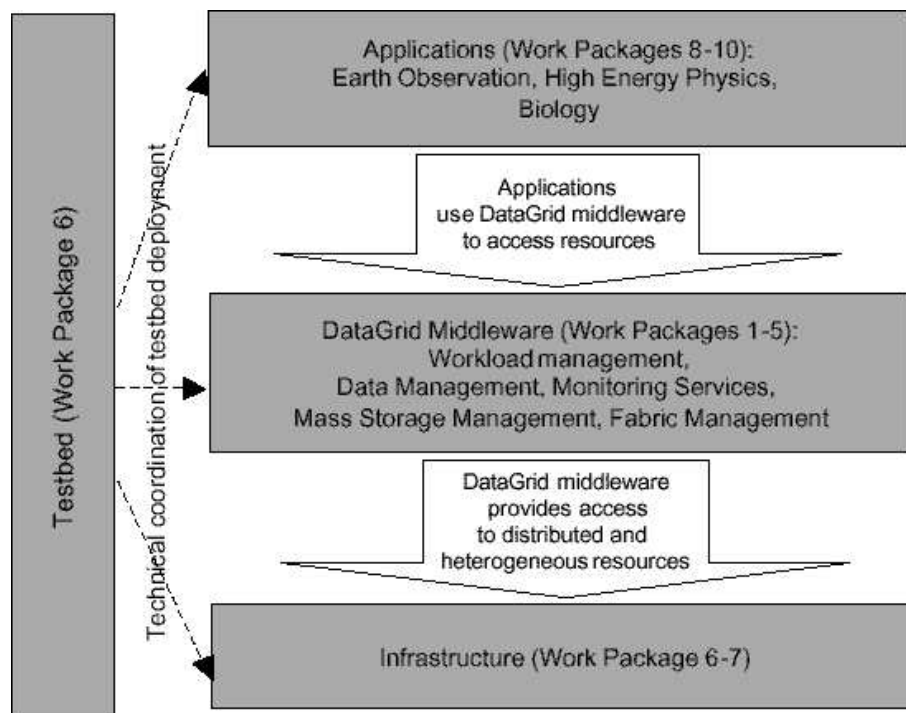 Applications (Work Packages 8-10):
Earth Observation, High Energy Physics,
Biology
Applications
use DataGrid middleware
to access resources
DataGrid Middleware (Work Packages 1-5):
Workload management,
Data Management, Monitoring Services,
Mass Storage Management, Fabric Management
DataGrid middleware
provides access
to distributed and
heterogeneous resources
Infrastructure (Work Package 6-7)
Testbed (Work Package 6)
Technical coordination of testbed deployment